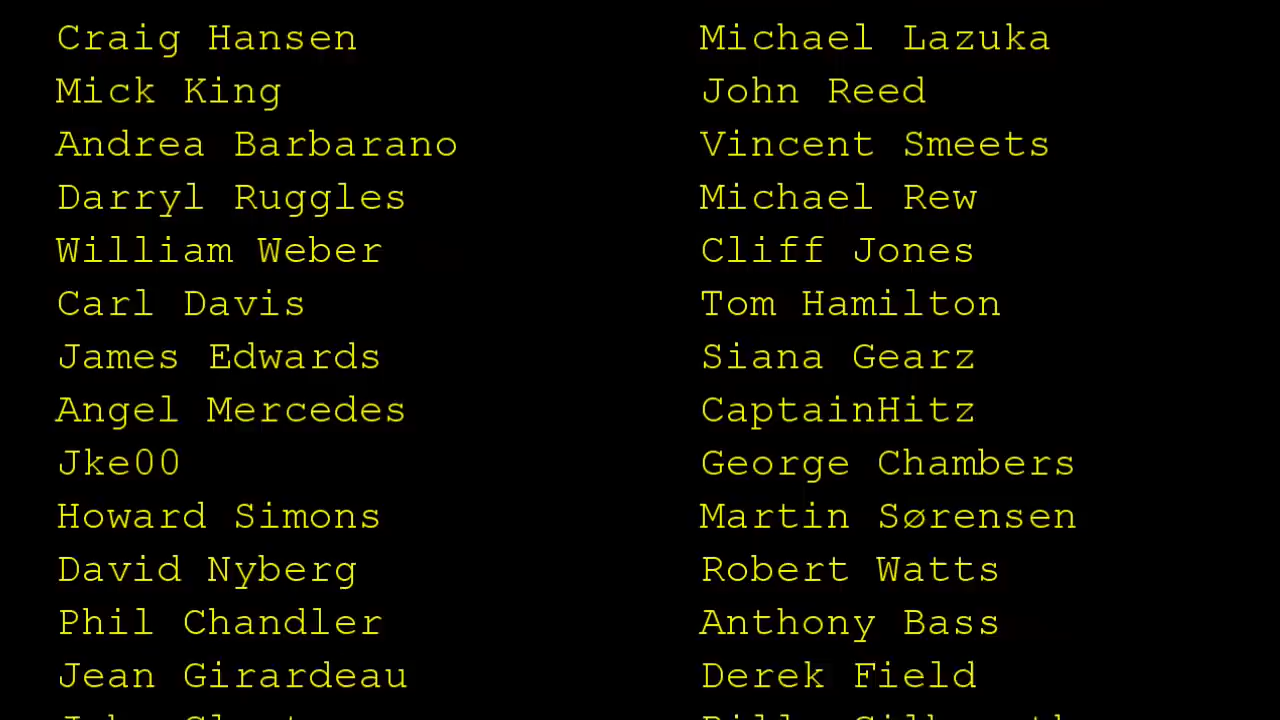 Craig Hansen
Mick King
Andrea Barbarano
Darryl Ruggles
William Weber
Carl Davis
James Edwards
Angel Mercedes
Jke00
Howard Simons
David Nyberg
Phil Chandler
Jean Girardeau
Michael Lazuka
John Reed
Vincent Smeets
Michael Rew
Cliff Jones
Tom Hamilton
Siana Gearz
CaptainHitz
George Chambers
Martin Sørensen
Robert Watts
Anthony Bass
Derek Field